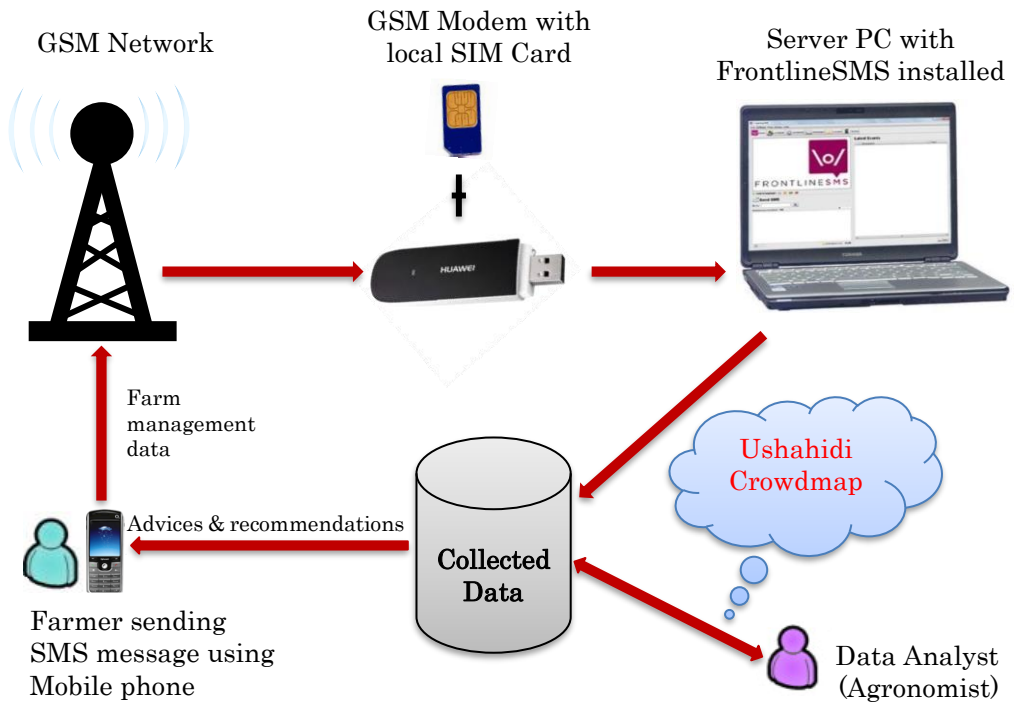 GSM Network
GSM Modem with
local SIM Card
Server PC with
FrontlineSMS installed
\o/
FRONTLINESMS
HUAWEI
TOSHIBA
Farm
management
data
Ushahidi
Crowdmap
Advices & recommendations
Collected
Data
Farmer sending
SMS message using
Mobile phone
Data Analyst
(Agronomist)